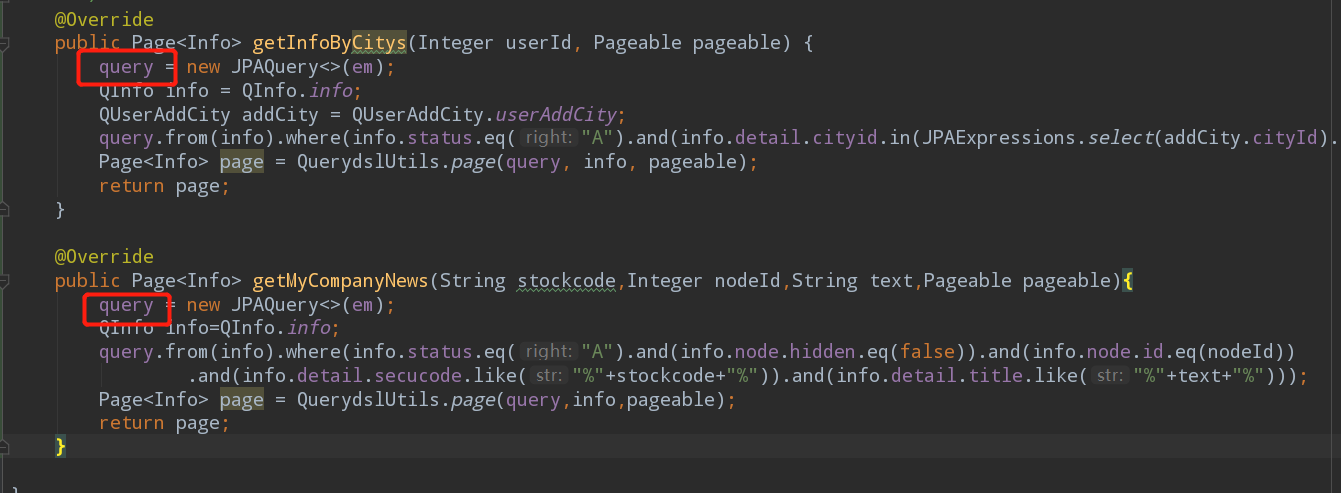 @Override
public Page<Info> getInfoByCitys(Integer userId, Pageable pageable) {
query = new JPAQuery<>(em);
QInfo info = QInfo.info;
QUserAddCity addCity = QUserAddCity.userAddCity;
query.from(info).where(info.status.eq( right: "A").and(info.detail.cityid.in(JPAExpressions.select(addCity.cityId).
Page<Info> page = QuerydslUtils.page(query, info, pageable);
return page;
}
@Override
public Page<Info> getMyCompanyNews(String stockcode,Integer nodeId,String text,Pageable pageable){
query = new JPAQuery<>(em);
QInfo info=QInfo.info;
query.from(info).where(info.status.eq( right: "A").and(info.node.hidden.eq(false)).and(info.node.id.eq(nodeId))
.and(info.detail.secucode.like( str: "%"+stockcode+"%")).and(info.detail.title.like( str: "%"+text+"%")));
Page<Info> page = QuerydslUtils.page(query,info,pageable);
return page;
}